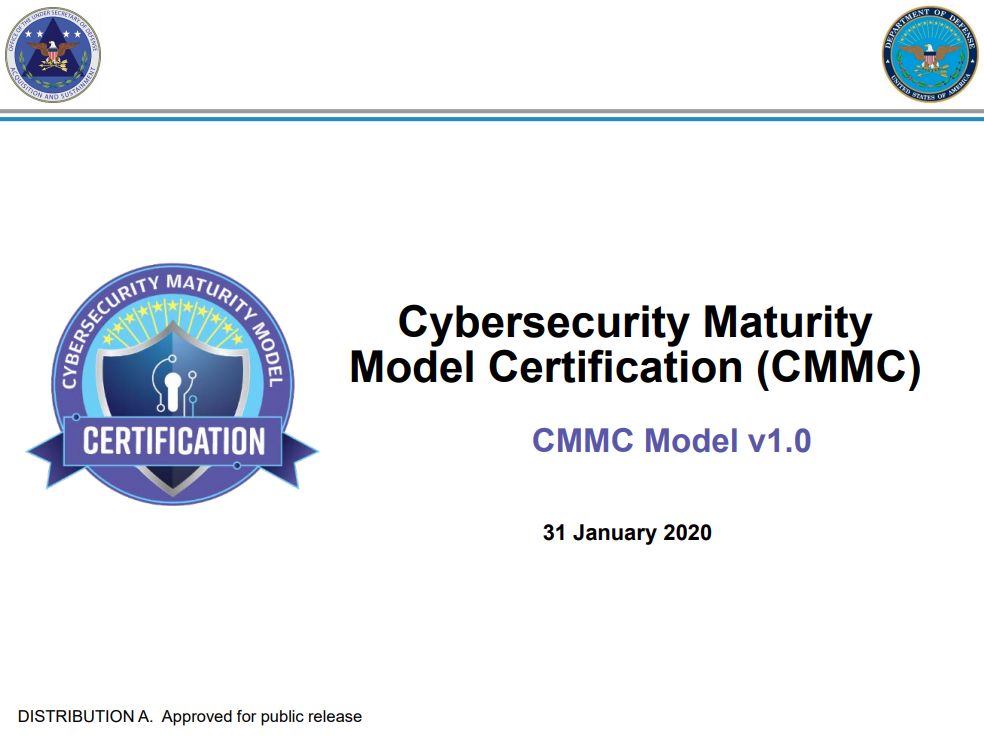 OFFICE OF THE UNDER SECRETARY OF DEFENSE
ACQUISITION AND SUSTAINMENT
DEPARTMENT OF DEFENSE
UNITED STATES OF AMERICA
CYBERSECURITY MATURITY MODEL
CERTIFICATION
Cybersecurity Maturity
Model Certification (CMMC)
CMMC Model v1.0
31 January 2020
DISTRIBUTION A. Approved for public release